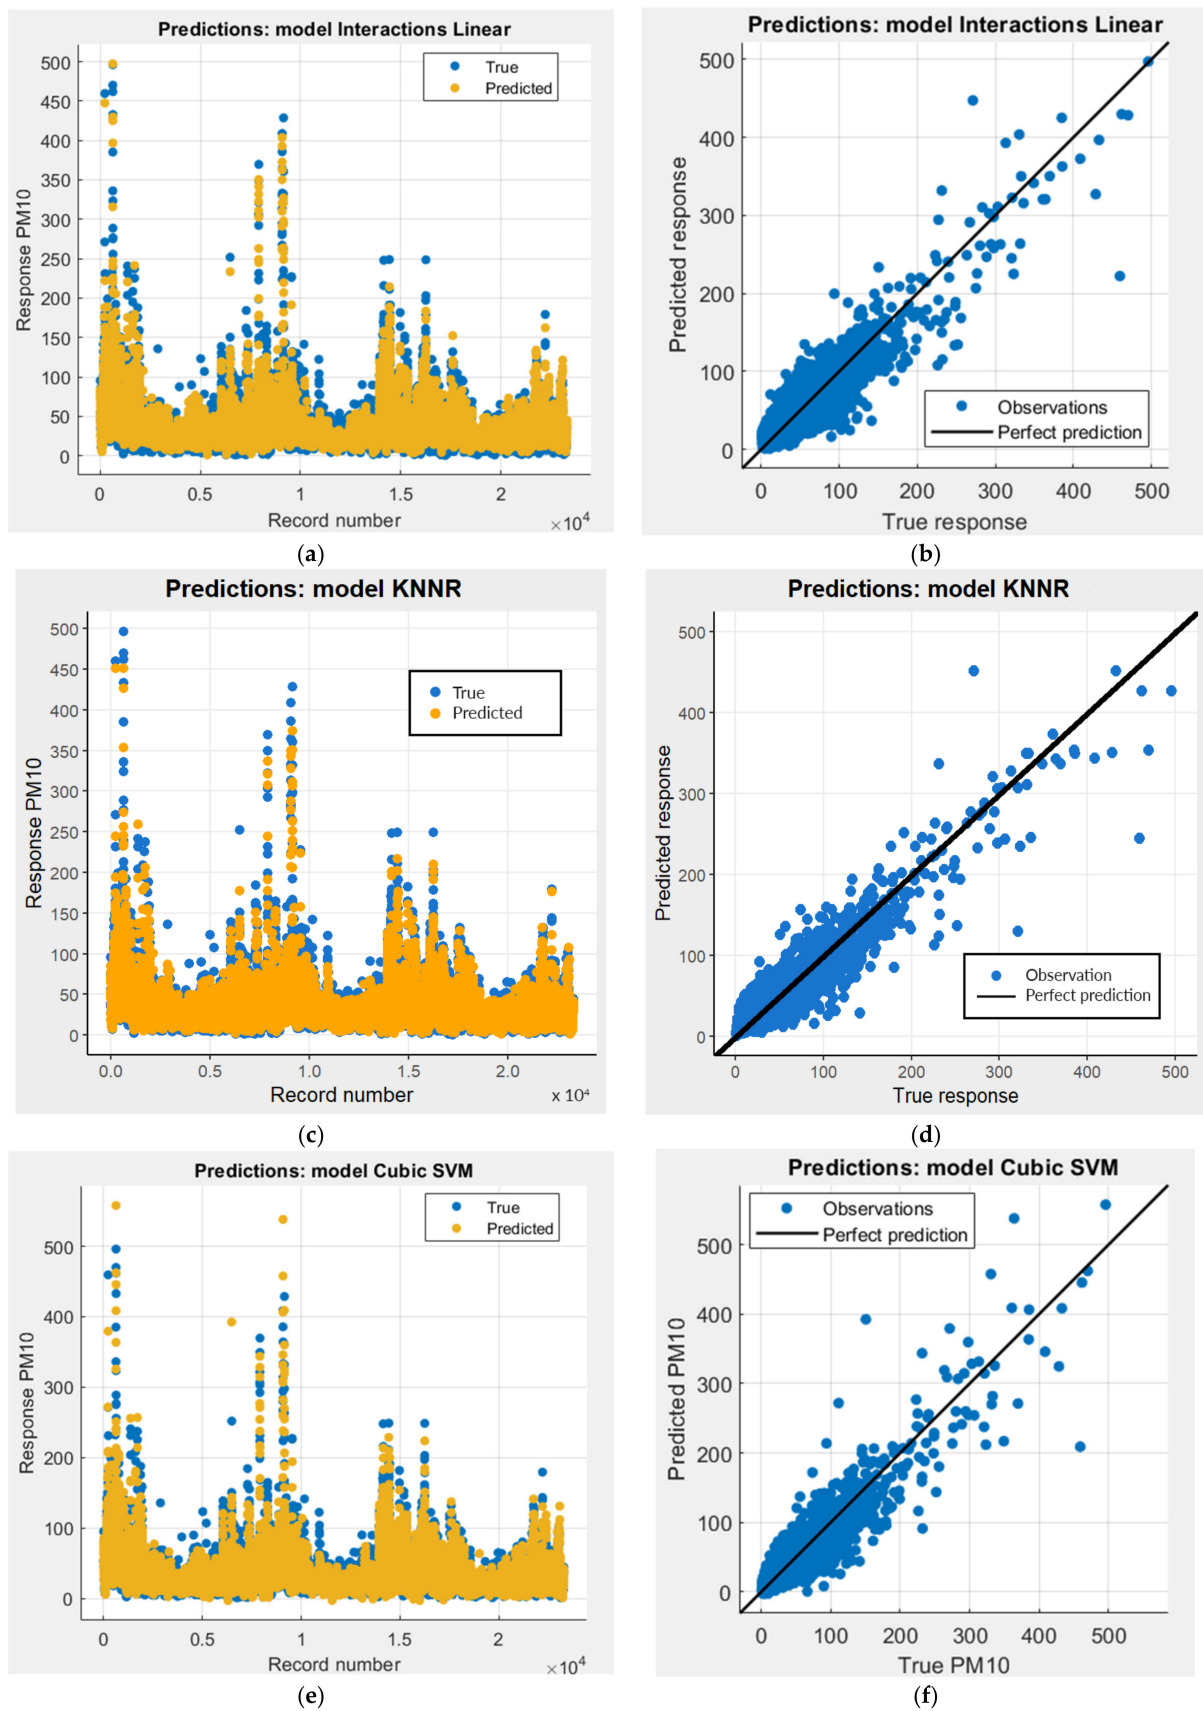 Predictions: model Interactions Linear
True
Predicted
Response PM10
500
450
400
350
300
250
200
150
100
50
0
0 0.5 1 1.5 2
Record number
×10⁴
(a)
Predictions: model Interactions Linear
Predicted response
500
400
300
200
100
0
Observations
Perfect prediction
0 100 200 300 400 500
True response
(b)
Predictions: model KNNR
True
Predicted
Response PM10
500
450
400
350
300
250
200
150
100
50
0
0.0 0.5 1.0 1.5 2.0
Record number
x 10⁴
(c)
Predictions: model KNNR
Predicted response
500
400
300
200
100
0
Observation
Perfect prediction
0 100 200 300 400 500
True response
(d)
Predictions: model Cubic SVM
True
Predicted
Response PM10
500
400
300
200
100
0
0 0.5 1 1.5 2
Record number
×10⁴
(e)
Predictions: model Cubic SVM
Observations
Perfect prediction
Predicted PM10
500
400
300
200
100
0
0 100 200 300 400 500
True PM10
(f)